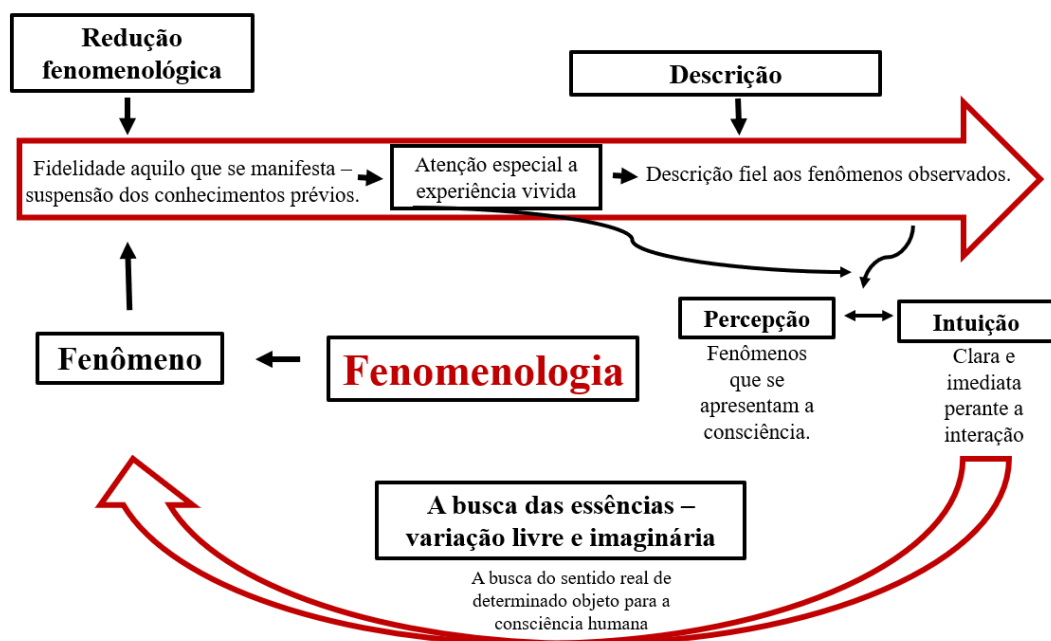 Redução
fenomenológica
Descrição
Fidelidade aquilo que se manifesta –
suspensão dos conhecimentos prévios.
Atenção especial a
experiência vivida
Descrição fiel aos fenômenos observados.
Fenômeno
Fenomenologia
Percepção
Fenômenos
que se
apresentam a
consciência.
Intuição
Clara e
imediata
perante a
interação
A busca das essências –
variação livre e imaginária
A busca do sentido real de
determinado objeto para a
consciência humana